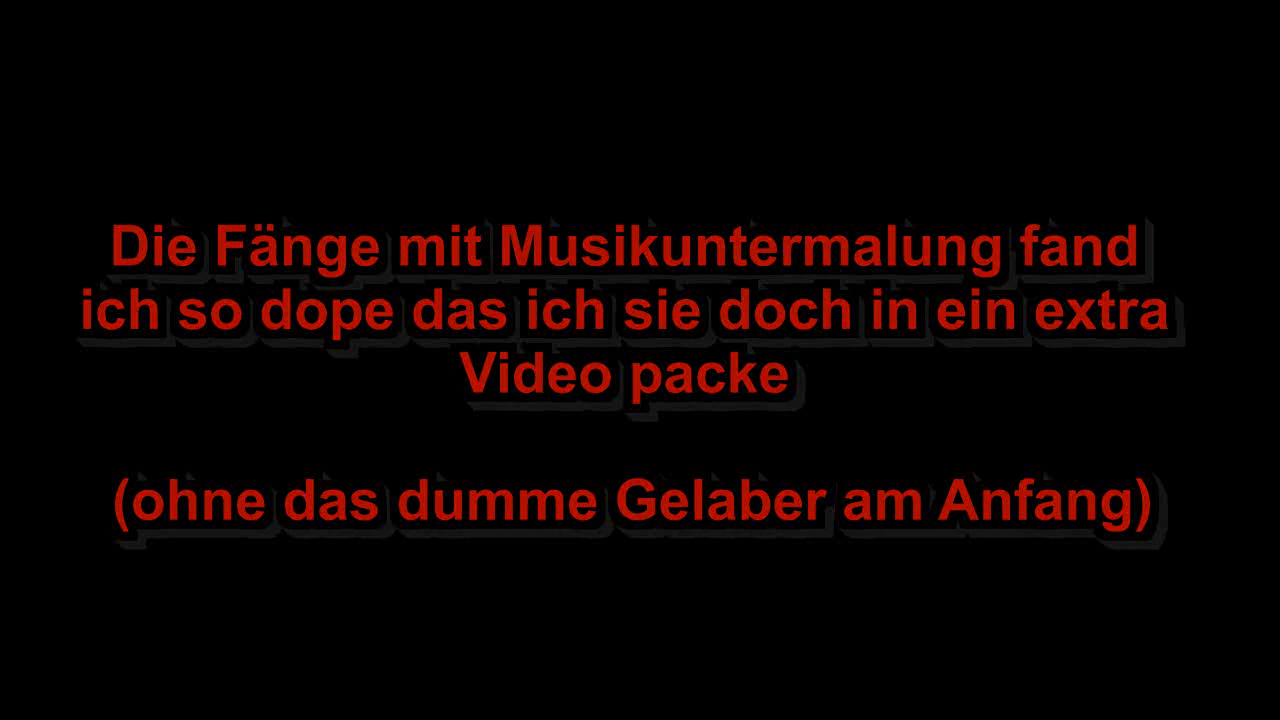 Die Fänge mit Musikuntermalung fand
ich so dope das ich sie doch in ein extra
Video packe
(ohne das dumme Gelaber am Anfang)